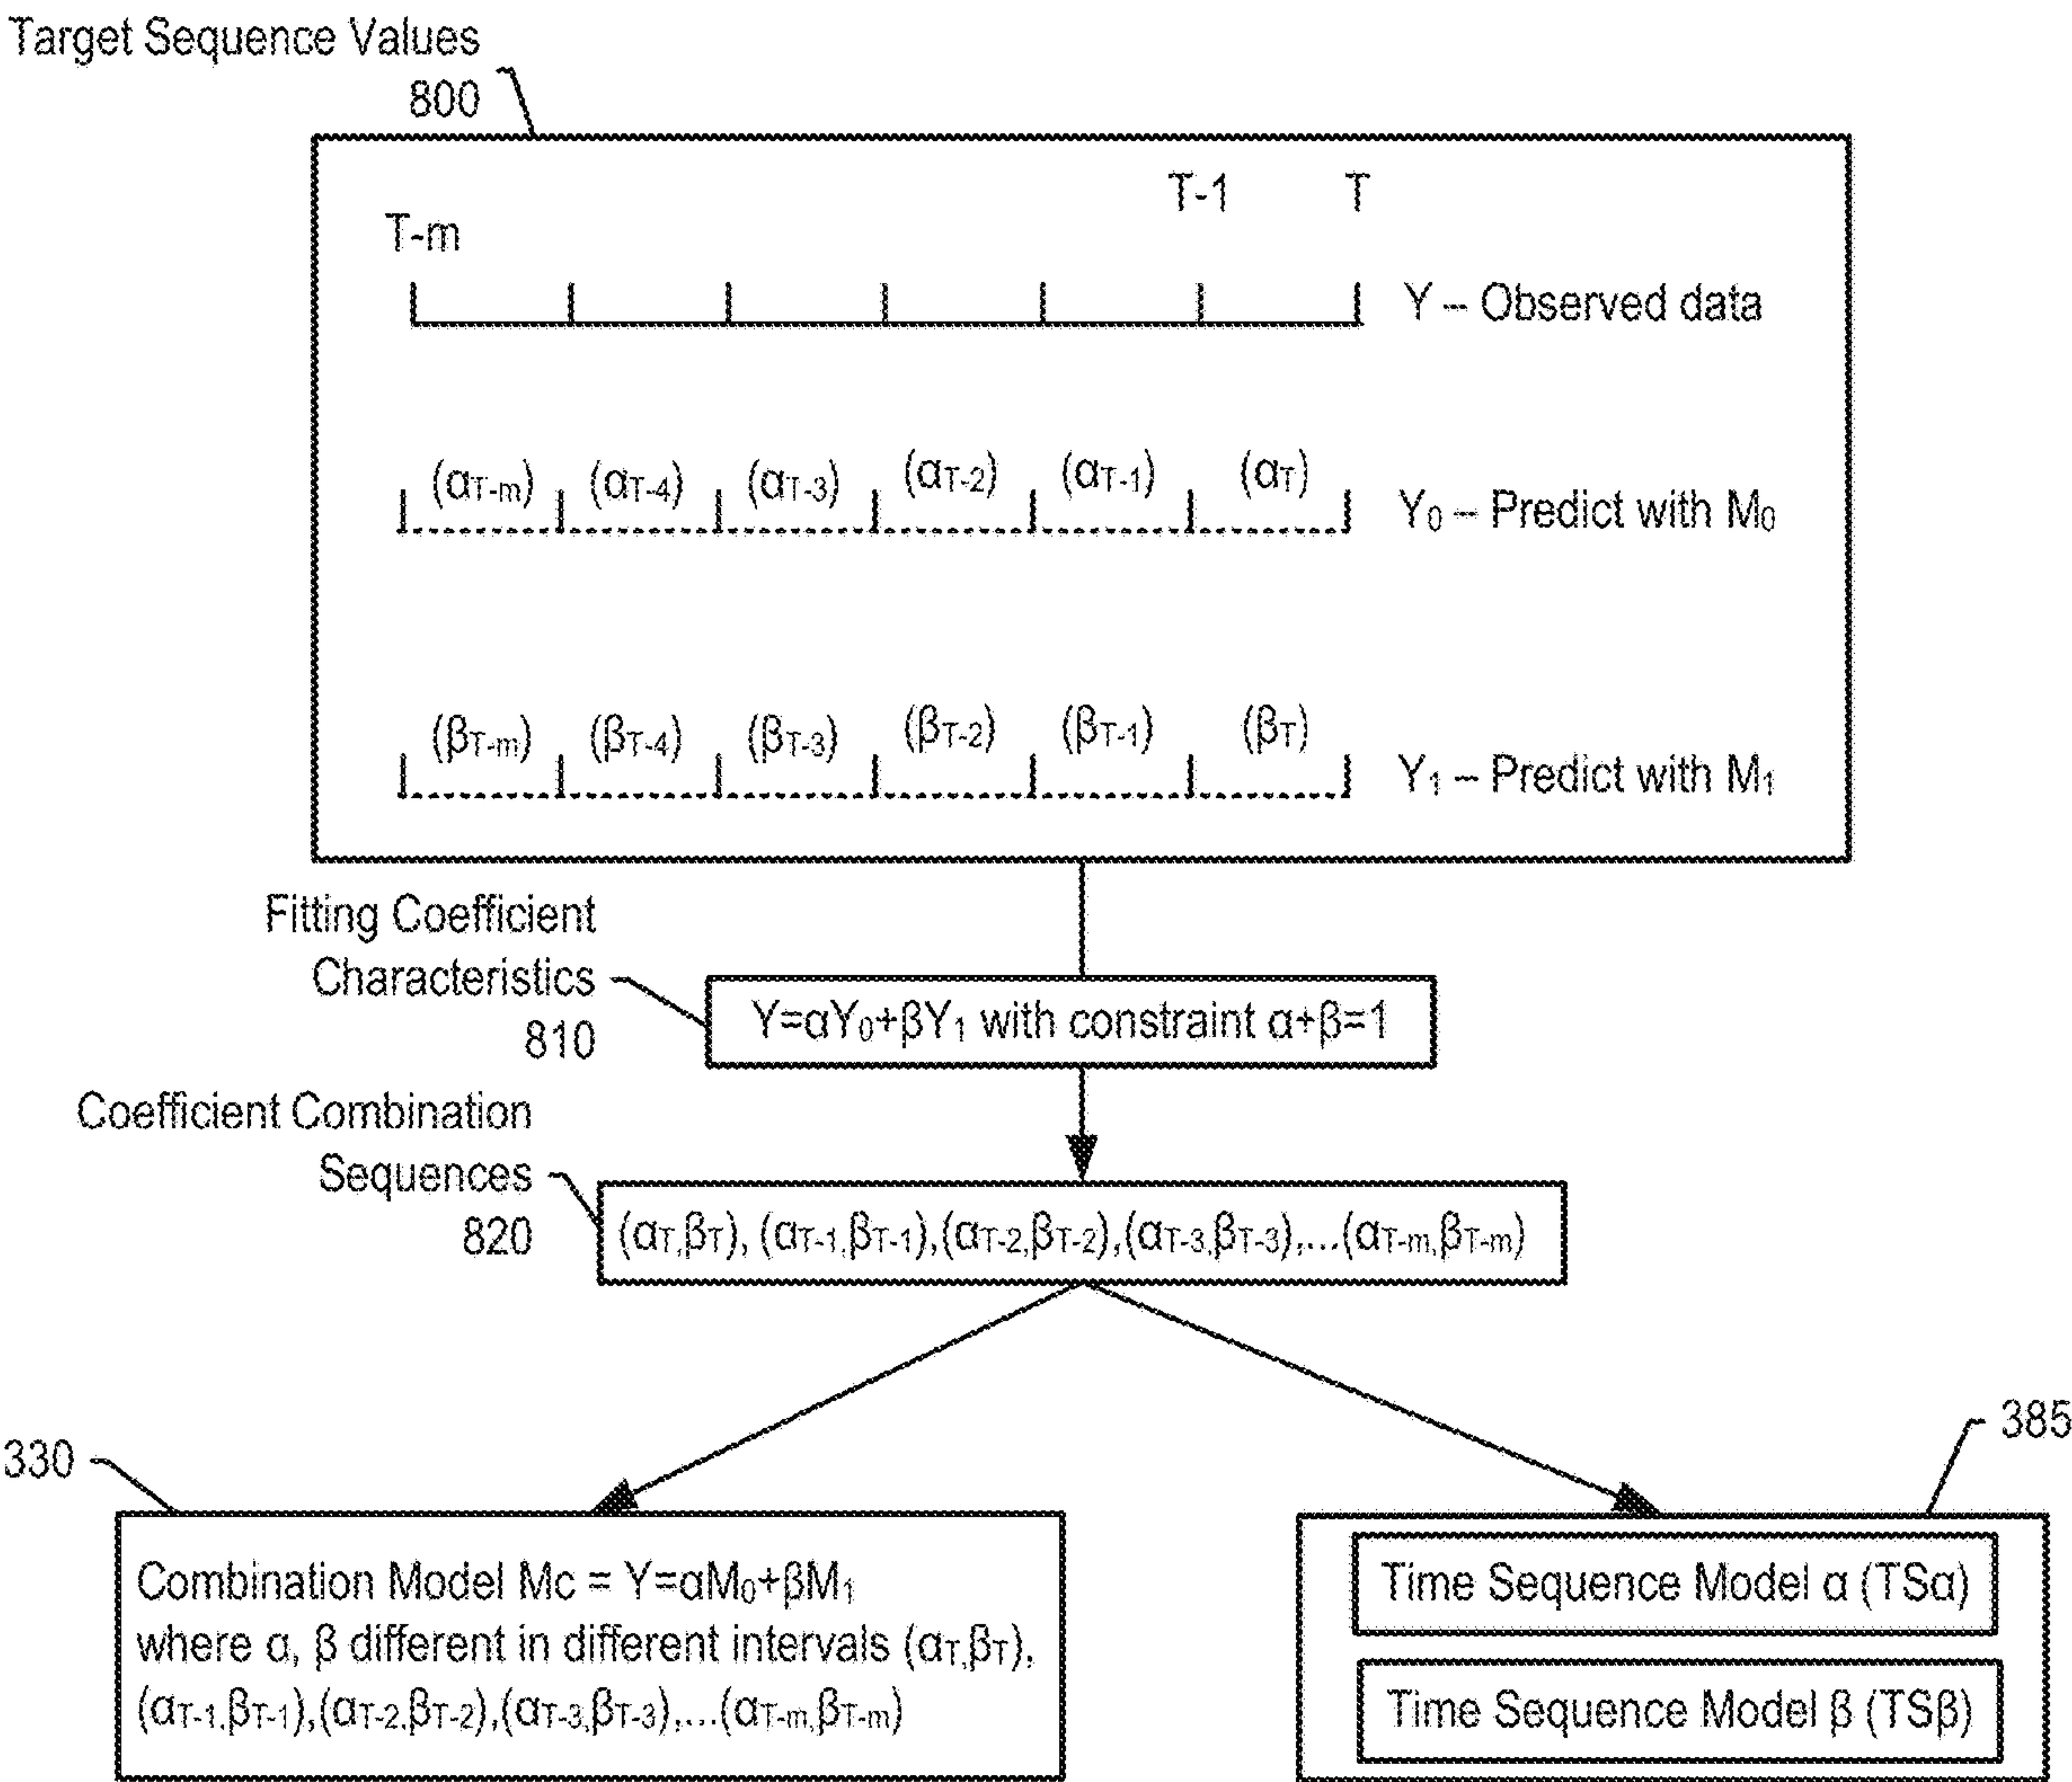 Target Sequence Values
800
T-1 T
T-m
Y – Observed data
(αT-m) (αT-4) (αT-3) (αT-2) (αT-1) (αT)
Y0 – Predict with M0
(βT-m) (βT-4) (βT-3) (βT-2) (βT-1) (βT)
Y1 – Predict with M1
Fitting Coefficient
Characteristics
810
Y=αY0+βY1 with constraint α+β=1
Coefficient Combination
Sequences
820
(αT,βT), (αT-1,βT-1),(αT-2,βT-2),(αT-3,βT-3),...(αT-m,βT-m)
330
385
Combination Model Mc = Y=αM0+βM1
where α, β different in different intervals (αT,βT),
(αT-1,βT-1),(αT-2,βT-2),(αT-3,βT-3),...(αT-m,βT-m)
Time Sequence Model α (TSα)
Time Sequence Model β (TSβ)